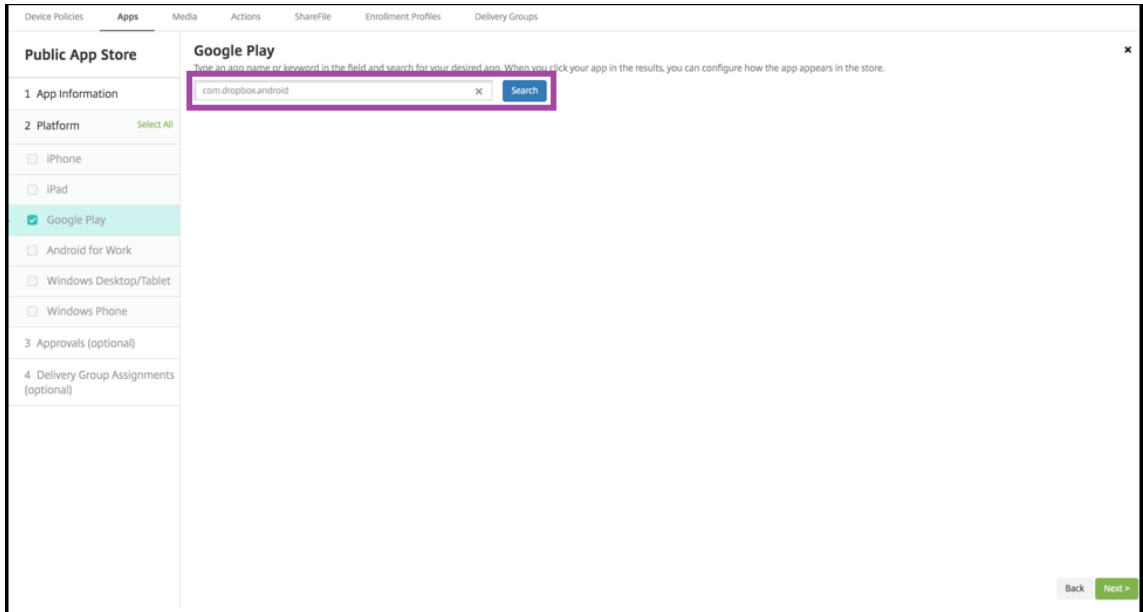 Device Policies Apps Media Actions ShareFile Enrollment Profiles Delivery Groups
Public App Store
1 App Information
2 Platform Select All
iPhone
iPad
Google Play
Android for Work
Windows Desktop/Tablet
Windows Phone
3 Approvals (optional)
4 Delivery Group Assignments
(optional)
Google Play
Type an app name or keyword in the field and search for your desired app. When you click your app in the results, you can configure how the app appears in the store.
com.dropbox.android Search
Back Next >